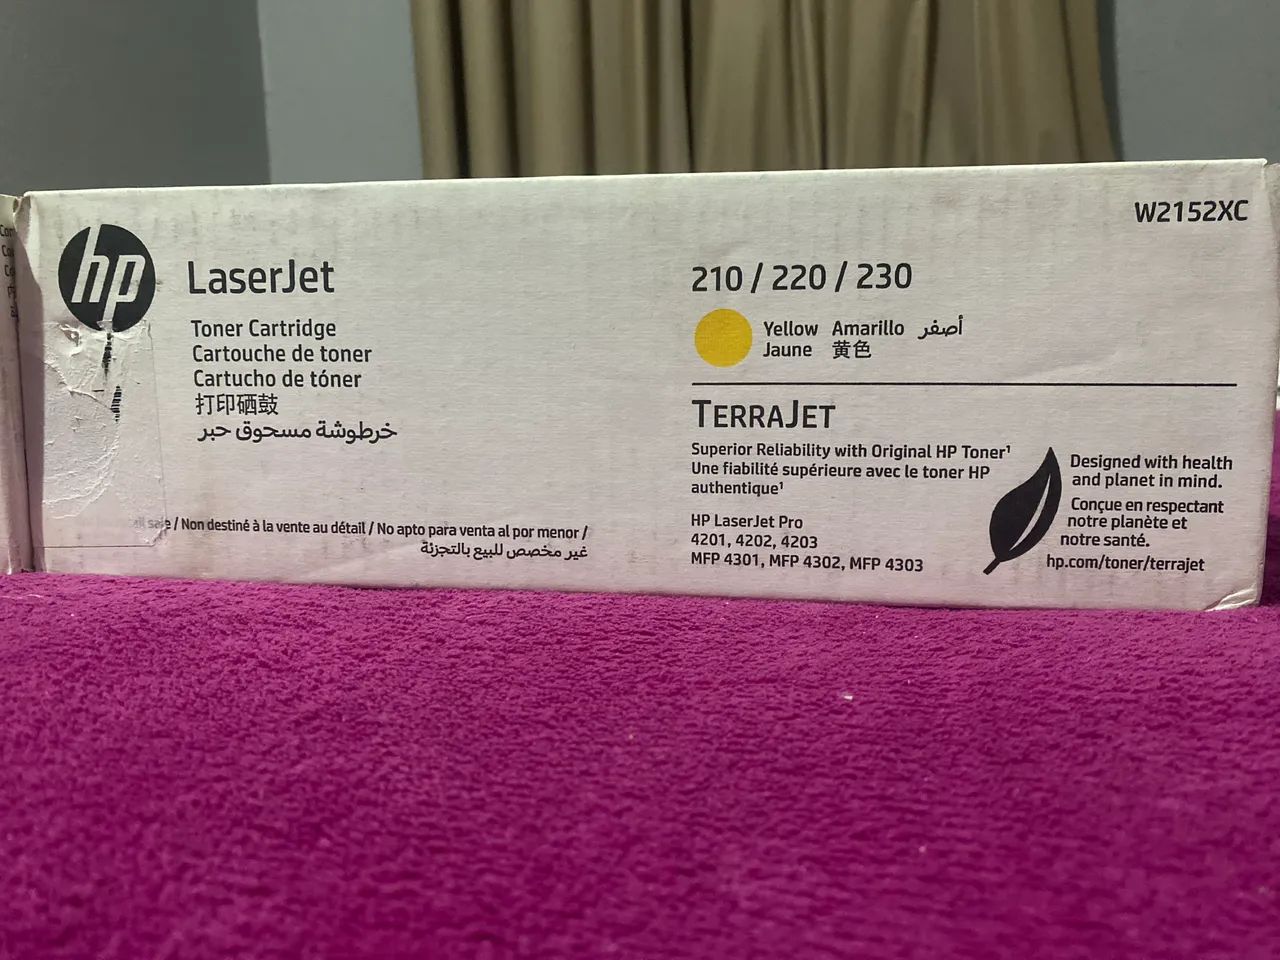 hp
LaserJet
Toner Cartridge
Cartouche de toner
Cartucho de tóner
打印硒鼓
خرطوشة مسحوق حبر
/ Non destiné à la vente au détail / No apto para venta al por menor /
غير مخصص للبيع بالتجزئة
W2152XC
210 / 220 / 230
Yellow Amarillo أصفر
Jaune 黄色
TERRAJET
Superior Reliability with Original HP Toner¹
Une fiabilité supérieure avec le toner HP
authentique¹
HP LaserJet Pro
4201, 4202, 4203
MFP 4301, MFP 4302, MFP 4303
Designed with health
and planet in mind.
Conçue en respectant
notre planète et
notre santé.
hp.com/toner/terrajet